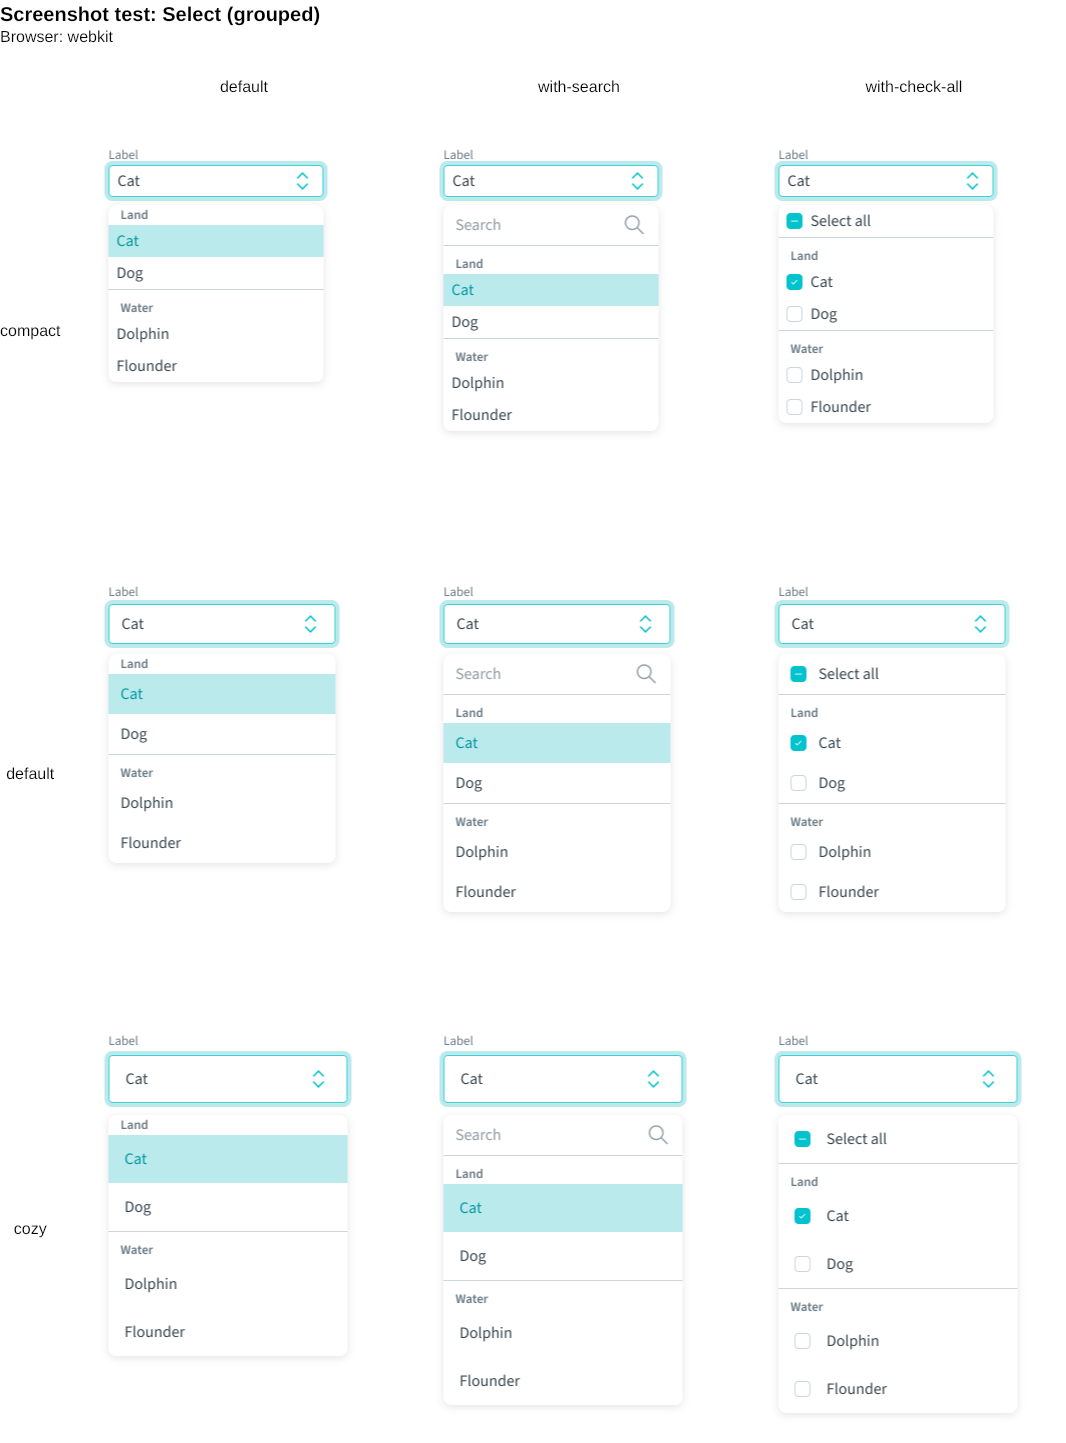 Screenshot test: Select (grouped)
Browser: webkit
default
with-search
with-check-all
compact
Label
Cat
Land
Cat
Dog
Water
Dolphin
Flounder
Label
Cat
Search
Land
Cat
Dog
Water
Dolphin
Flounder
Label
Cat
Select all
Land
Cat
Dog
Water
Dolphin
Flounder
default
Label
Cat
Land
Cat
Dog
Water
Dolphin
Flounder
Label
Cat
Search
Land
Cat
Dog
Water
Dolphin
Flounder
Label
Cat
Select all
Land
Cat
Dog
Water
Dolphin
Flounder
cozy
Label
Cat
Land
Cat
Dog
Water
Dolphin
Flounder
Label
Cat
Search
Land
Cat
Dog
Water
Dolphin
Flounder
Label
Cat
Select all
Land
Cat
Dog
Water
Dolphin
Flounder